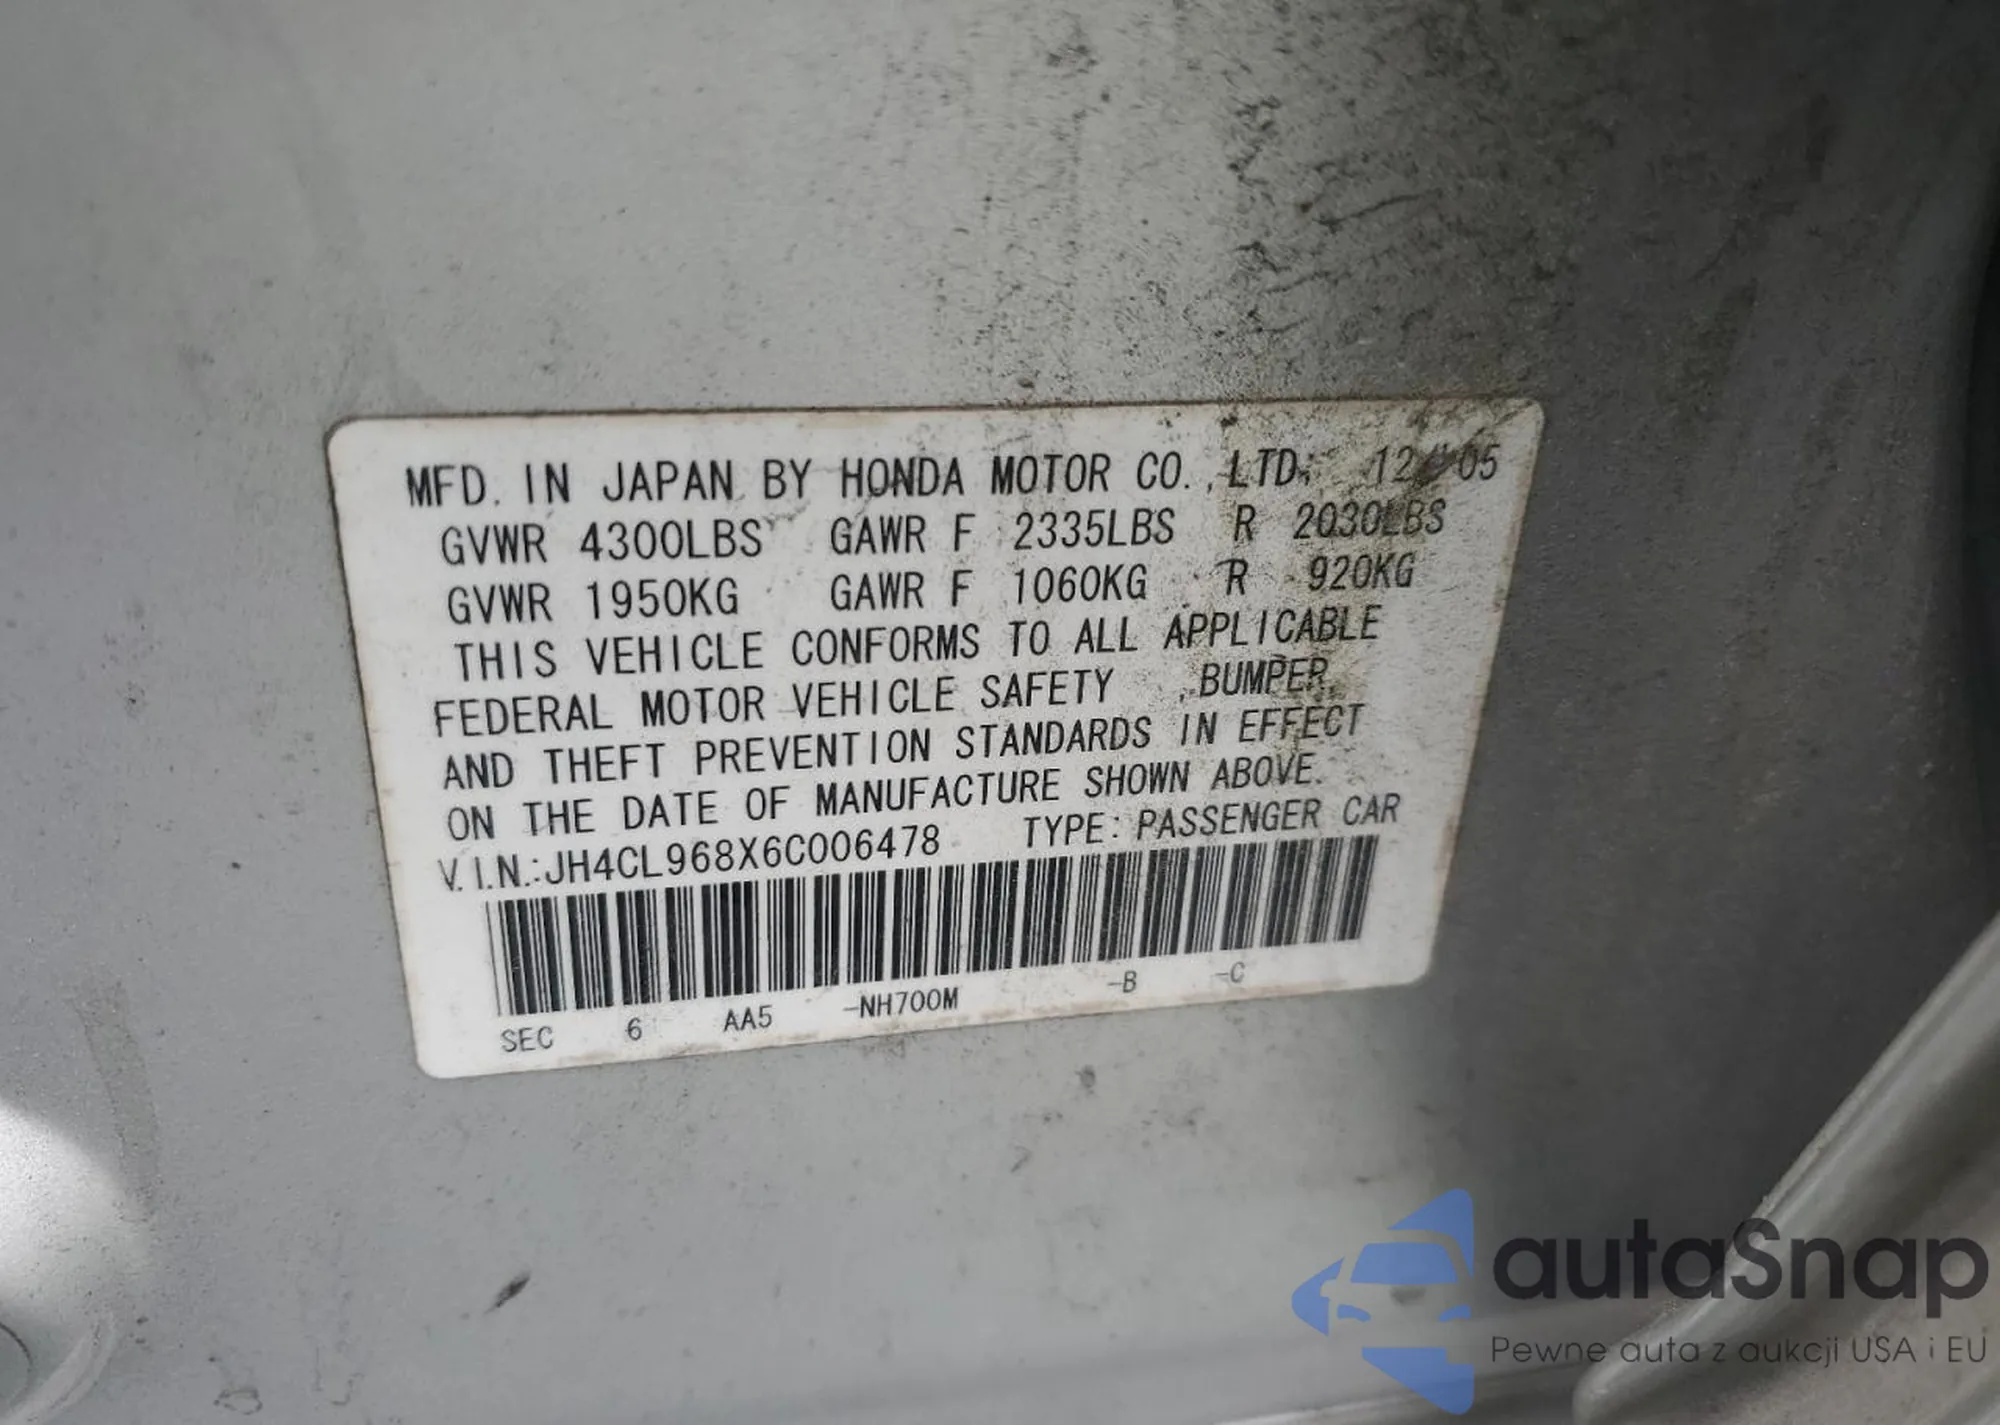 MFD. IN JAPAN BY HONDA MOTOR CO., LTD. 12/05
GVWR 4300LBS GAWR F 2335LBS R 2030LBS
GVWR 1950KG GAWR F 1060KG R 920KG
THIS VEHICLE CONFORMS TO ALL APPLICABLE
FEDERAL MOTOR VEHICLE SAFETY , BUMPER,
AND THEFT PREVENTION STANDARDS IN EFFECT
ON THE DATE OF MANUFACTURE SHOWN ABOVE.
V.I.N.:JH4CL968X6C006478 TYPE: PASSENGER CAR
SEC 6 AA5 -NH700M -B -C
autaSnap
Pewne auta z aukcji USA i EU